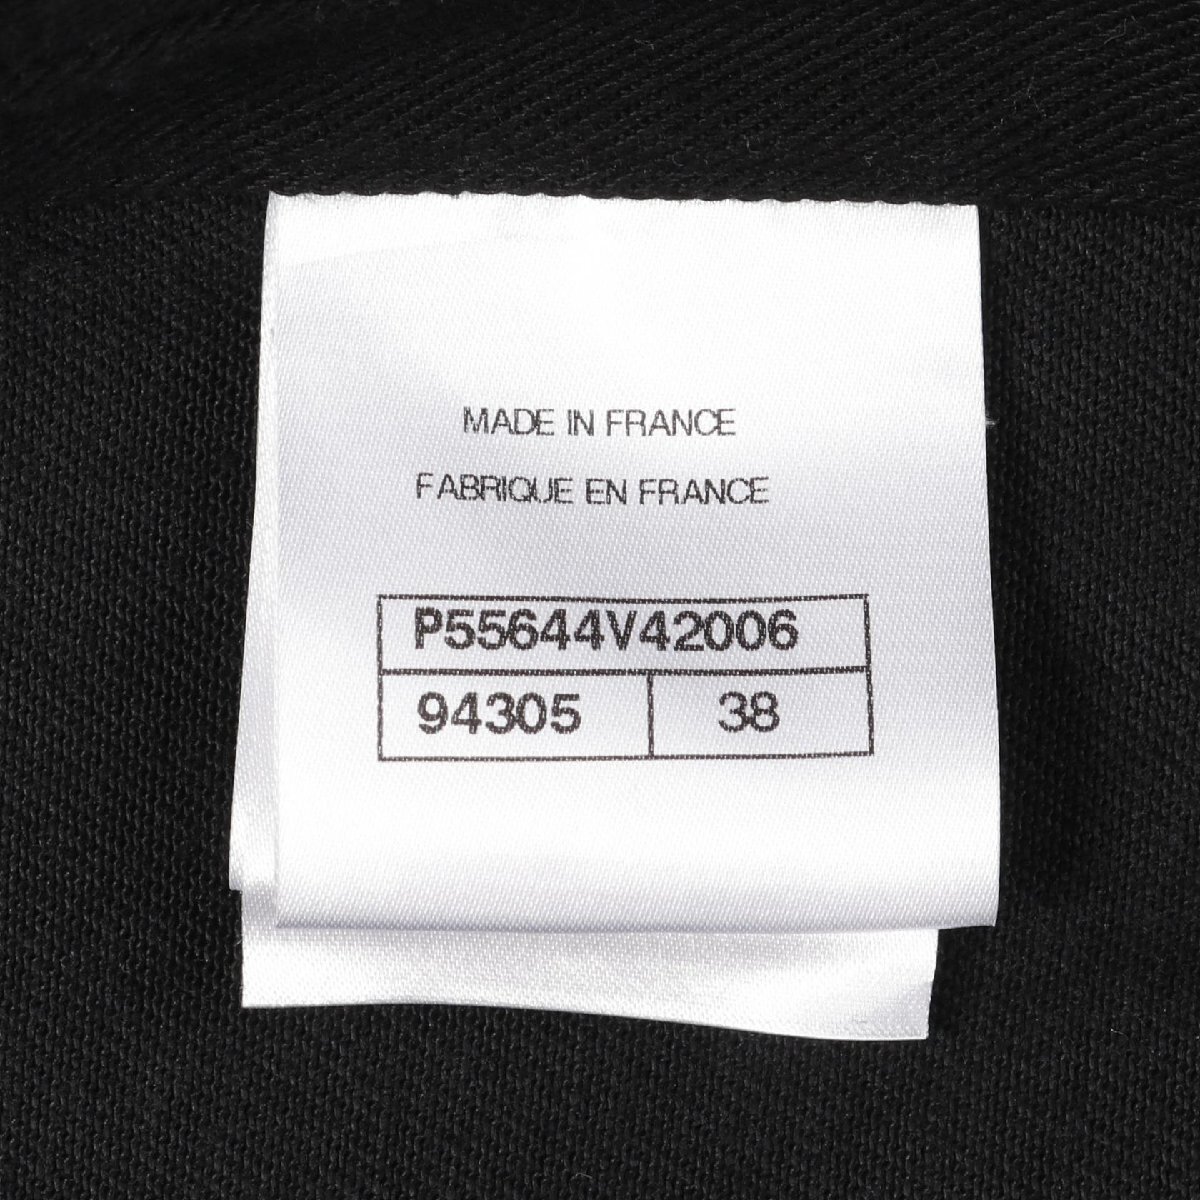 MADE IN FRANCE
FABRIQUE EN FRANCE
P55644V42006
94305 38